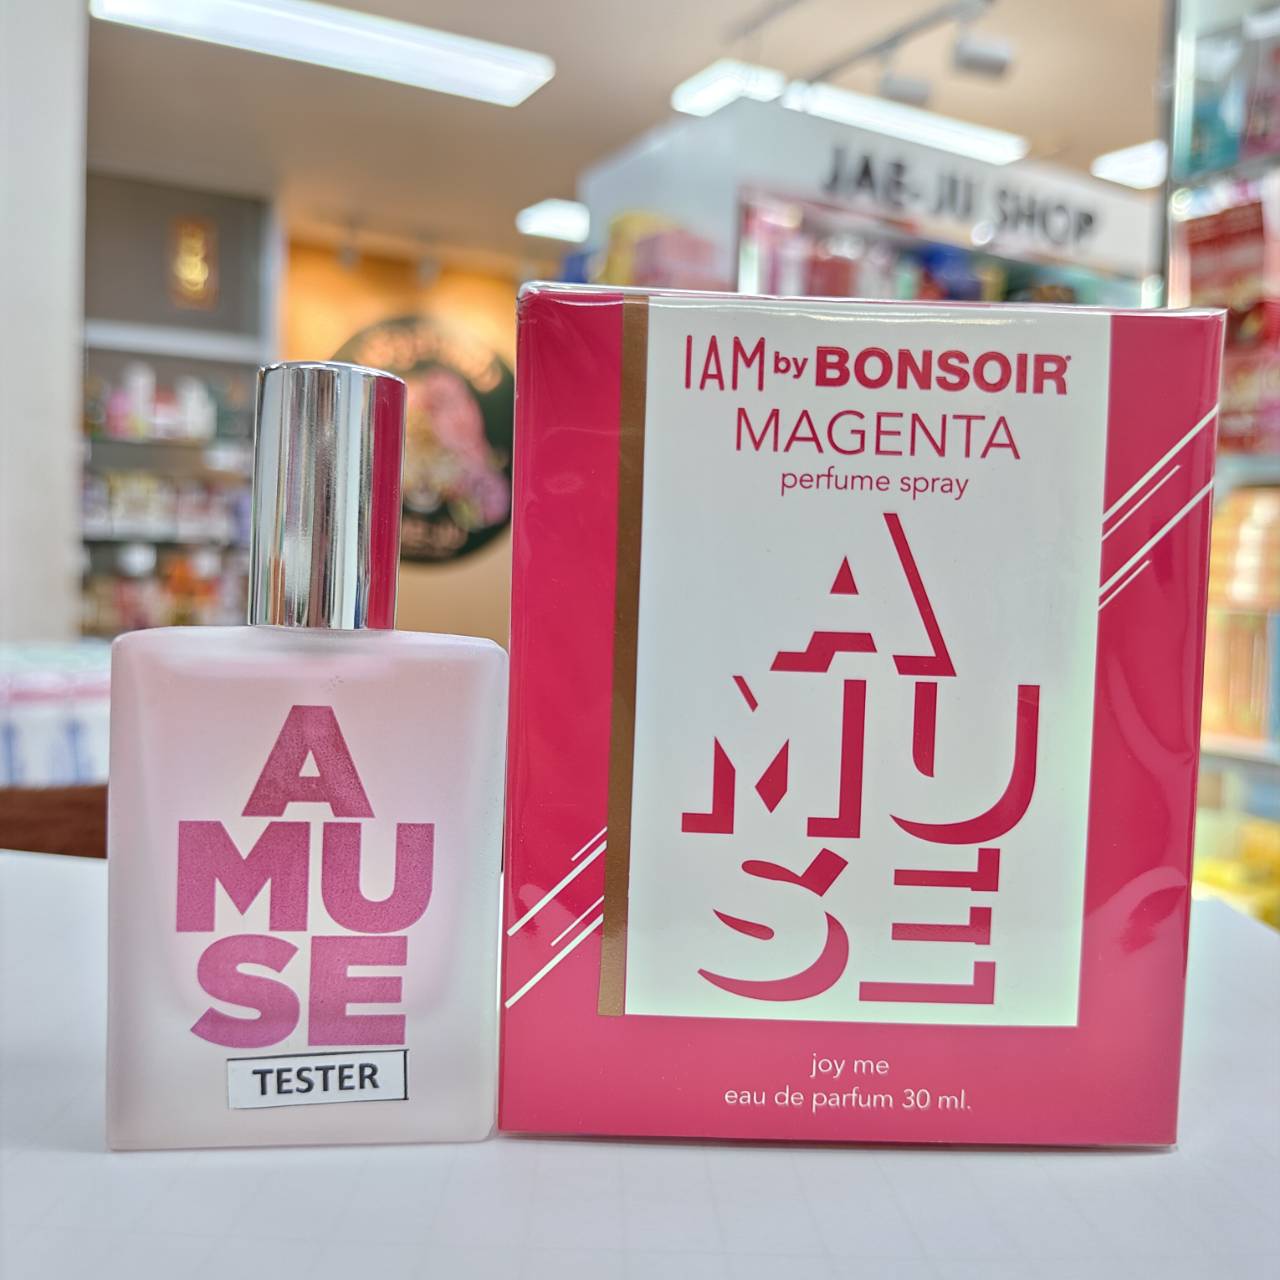 JAE-JU SHOP
IAM by BONSOIR
MAGENTA
perfume spray
A
MU
SE
joy me
eau de parfum 30 ml.
A
MU
SE
TESTER